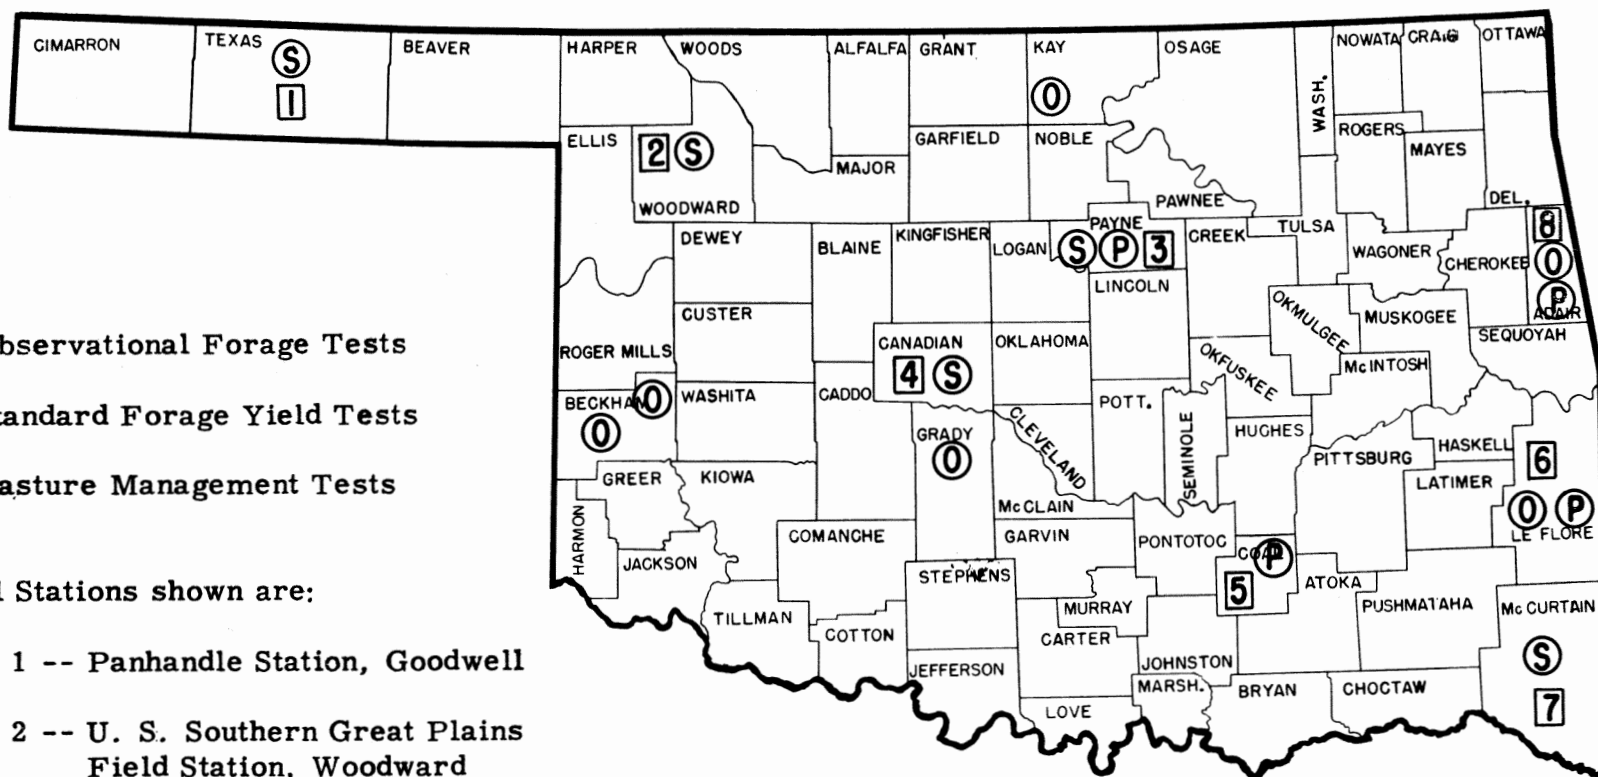 CIMARRON
TEXAS
S
1
BEAVER
HARPER
WOODS
ALFALFA
GRANT
KAY
O
OSAGE
WASH.
NOWATA
CRAIG
OTTAWA
ELLIS
2 S
WOODWARD
MAJOR
GARFIELD
NOBLE
PAWNEE
ROGERS
MAYES
DEL.
DEWEY
BLAINE
KINGFISHER
LOGAN
PAYNE
S P 3
LINCOLN
CREEK
TULSA
WAGONER
CHEROKEE
8
O
P
ADAIR
bservational Forage Tests
ROGER MILLS
CUSTER
CANADIAN
4 S
OKLAHOMA
OKMULGEE
MUSKOGEE
SEQUOYAH
OKFUSKEE
McINTOSH
tandard Forage Yield Tests
BECKHAM
O
O
WASHITA
CADDO
GRADY
O
CLEVELAND
POTT.
SEMINOLE
HUGHES
PITTSBURG
HASKELL
LATIMER
6
O P
LE FLORE
asture Management Tests
GREER
KIOWA
HARMON
JACKSON
COMANCHE
McCLAIN
GARVIN
PONTOTOC
COAL
P
5
ATOKA
PUSHMATAHA
McCURTAIN
S
7
l Stations shown are:
TILLMAN
COTTON
STEPHENS
MURRAY
CARTER
JOHNSTON
JEFFERSON
MARSH.
BRYAN
CHOCTAW
LOVE
1 -- Panhandle Station, Goodwell
2 -- U. S. Southern Great Plains
Field Station, Woodward